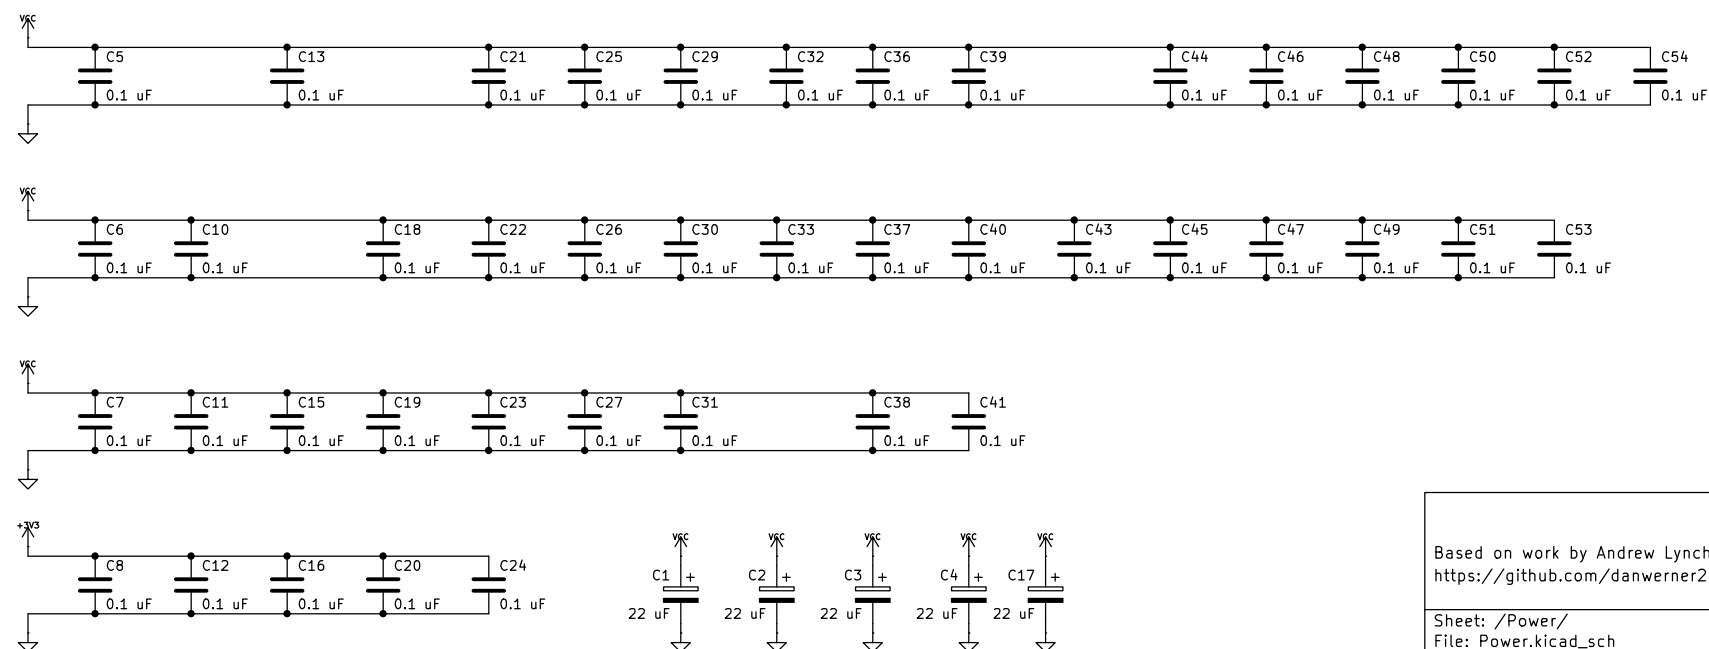 VCC
C5 C13 C21 C25 C29 C32 C36 C39 C44 C46 C48 C50 C52 C54
0.1 uF 0.1 uF 0.1 uF 0.1 uF 0.1 uF 0.1 uF 0.1 uF 0.1 uF 0.1 uF 0.1 uF 0.1 uF 0.1 uF 0.1 uF 0.1 uF
VCC
C6 C10 C18 C22 C26 C30 C33 C37 C40 C43 C45 C47 C49 C51 C53
0.1 uF 0.1 uF 0.1 uF 0.1 uF 0.1 uF 0.1 uF 0.1 uF 0.1 uF 0.1 uF 0.1 uF 0.1 uF 0.1 uF 0.1 uF 0.1 uF 0.1 uF
VCC
C7 C11 C15 C19 C23 C27 C31 C38 C41
0.1 uF 0.1 uF 0.1 uF 0.1 uF 0.1 uF 0.1 uF 0.1 uF 0.1 uF 0.1 uF
+3V3
C8 C12 C16 C20 C24
0.1 uF 0.1 uF 0.1 uF 0.1 uF 0.1 uF
VCC VCC VCC VCC VCC
C1 + C2 + C3 + C4 + C17 +
22 uF 22 uF 22 uF 22 uF 22 uF
Based on work by Andrew Lynch
https://github.com/danwerner2
Sheet: /Power/
File: Power.kicad_sch